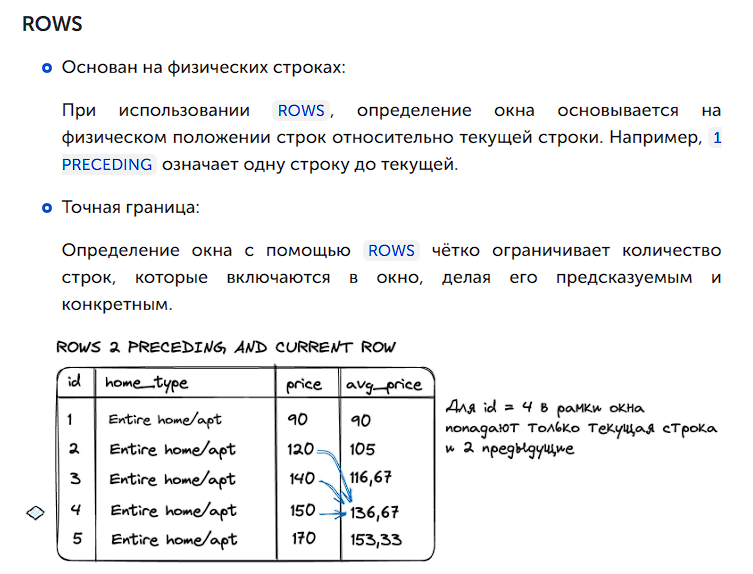 ROWS
Основан на физических строках:
При использовании ROWS, определение окна основывается на
физическом положении строк относительно текущей строки. Например, 1
PRECEDING означает одну строку до текущей.
Точная граница:
Определение окна с помощью ROWS чётко ограничивает количество
строк, которые включаются в окно, делая его предсказуемым и
конкретным.
ROWS 2 PRECEDING AND CURRENT ROW
id home_type price avg_price
1 Entire home/apt 90 90
2 Entire home/apt 120 105
3 Entire home/apt 140 116,67
4 Entire home/apt 150 136,67
5 Entire home/apt 170 153,33
Для id = 4 в рамки окна
попадают только текущая строка
и 2 предыдущие